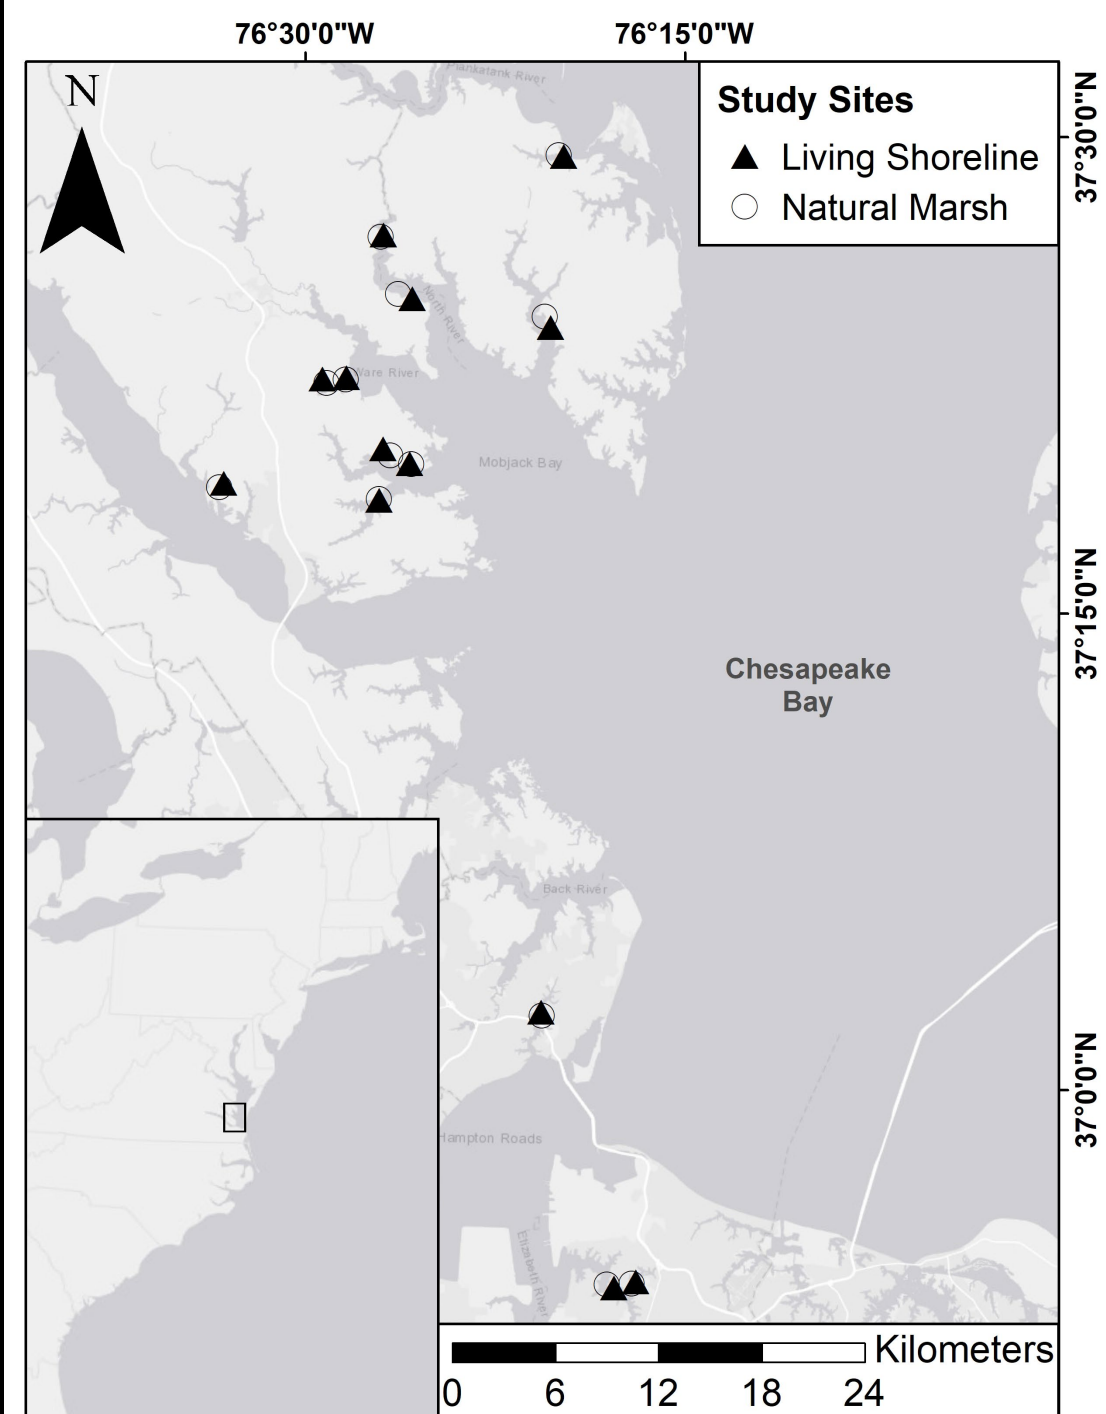 76°30'0"W
76°15'0"W
N
Piankatank River
Study Sites
Living Shoreline
Natural Marsh
37°30'0"N
North River
Ware River
Mobjack Bay
37°15'0"N
Chesapeake
Bay
Back River
37°0'0"N
Hampton Roads
Elizabeth River
Kilometers
0 6 12 18 24